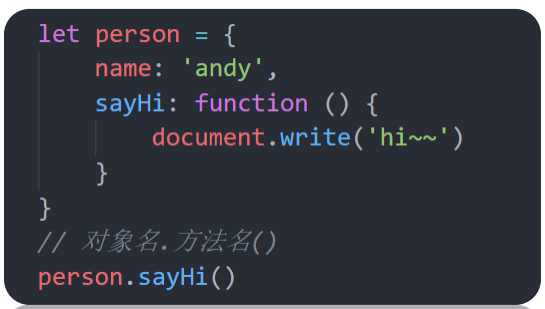 let person = {
    name: 'andy',
    sayHi: function () {
        document.write('hi~~')
    }
}
// 对象名.方法名()
person.sayHi()